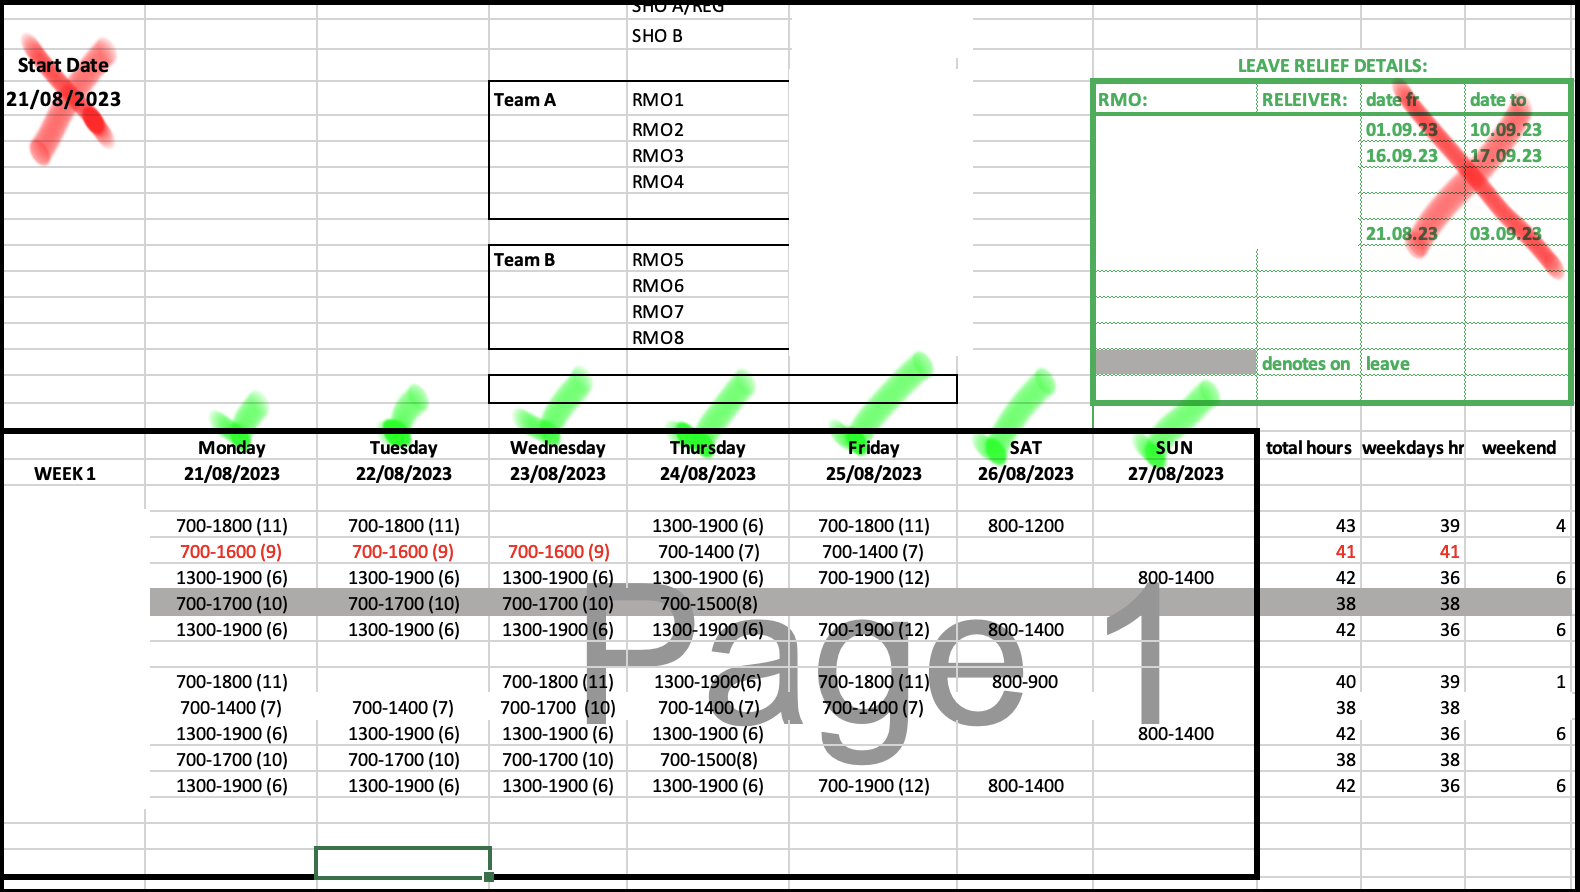 SHO A/REG
SHO B
Start Date
LEAVE RELIEF DETAILS:
21/08/2023
Team A RMO1
RMO: RELEIVER: date fr date to
RMO2
01.09.23 10.09.23
RMO3
16.09.23 17.09.23
RMO4
21.08.23 03.09.23
Team B RMO5
RMO6
RMO7
RMO8
denotes on leave
Monday Tuesday Wednesday Thursday Friday SAT SUN total hours weekdays hr weekend
WEEK 1 21/08/2023 22/08/2023 23/08/2023 24/08/2023 25/08/2023 26/08/2023 27/08/2023
700-1800 (11) 700-1800 (11) 1300-1900 (6) 700-1800 (11) 800-1200 43 39 4
700-1600 (9) 700-1600 (9) 700-1600 (9) 700-1400 (7) 700-1400 (7) 41 41
1300-1900 (6) 1300-1900 (6) 1300-1900 (6) 1300-1900 (6) 700-1900 (12) 800-1400 42 36 6
700-1700 (10) 700-1700 (10) 700-1700 (10) 700-1500(8) 38 38
1300-1900 (6) 1300-1900 (6) 1300-1900 (6) 1300-1900 (6) 700-1900 (12) 800-1400 42 36 6
Page 1
700-1800 (11) 700-1800 (11) 1300-1900(6) 700-1800 (11) 800-900 40 39 1
700-1400 (7) 700-1400 (7) 700-1700 (10) 700-1400 (7) 700-1400 (7) 38 38
1300-1900 (6) 1300-1900 (6) 1300-1900 (6) 1300-1900 (6) 800-1400 42 36 6
700-1700 (10) 700-1700 (10) 700-1700 (10) 700-1500(8) 38 38
1300-1900 (6) 1300-1900 (6) 1300-1900 (6) 1300-1900 (6) 700-1900 (12) 800-1400 42 36 6